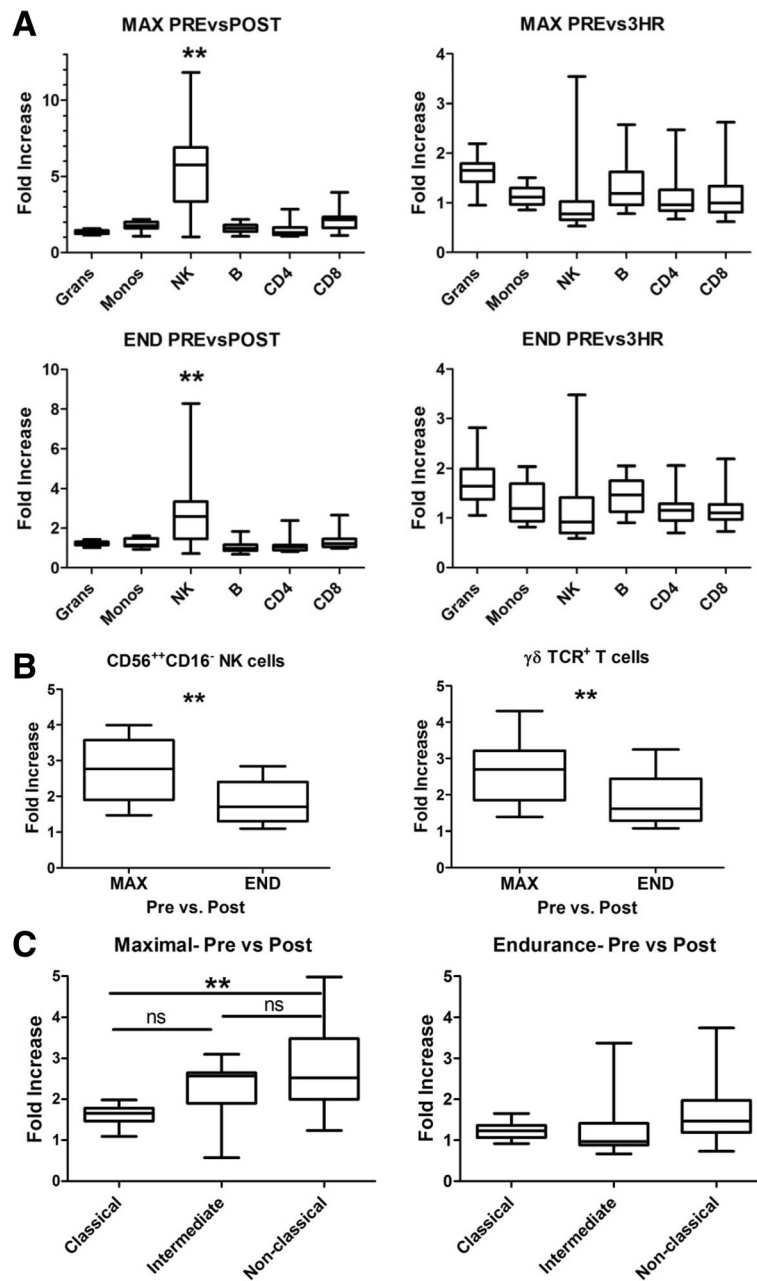 A
MAX PREvsPOST
**
Fold Increase
10
5
0
Grans
Monos
NK
B
CD4
CD8
MAX PREvs3HR
Fold Increase
4
3
2
1
0
Grans
Monos
NK
B
CD4
CD8
END PREvsPOST
**
Fold Increase
10
8
6
4
2
0
Grans
Monos
NK
B
CD4
CD8
END PREvs3HR
Fold Increase
4
3
2
1
0
Grans
Monos
NK
B
CD4
CD8
B
CD56⁺⁺CD16⁻ NK cells
**
Fold Increase
5
4
3
2
1
0
MAX
END
Pre vs. Post
γδ TCR⁺ T cells
**
Fold Increase
5
4
3
2
1
0
MAX
END
Pre vs. Post
C
Maximal- Pre vs Post
**
ns
ns
Fold Increase
5
4
3
2
1
0
Classical
Intermediate
Non-classical
Endurance- Pre vs Post
Fold Increase
5
4
3
2
1
0
Classical
Intermediate
Non-classical